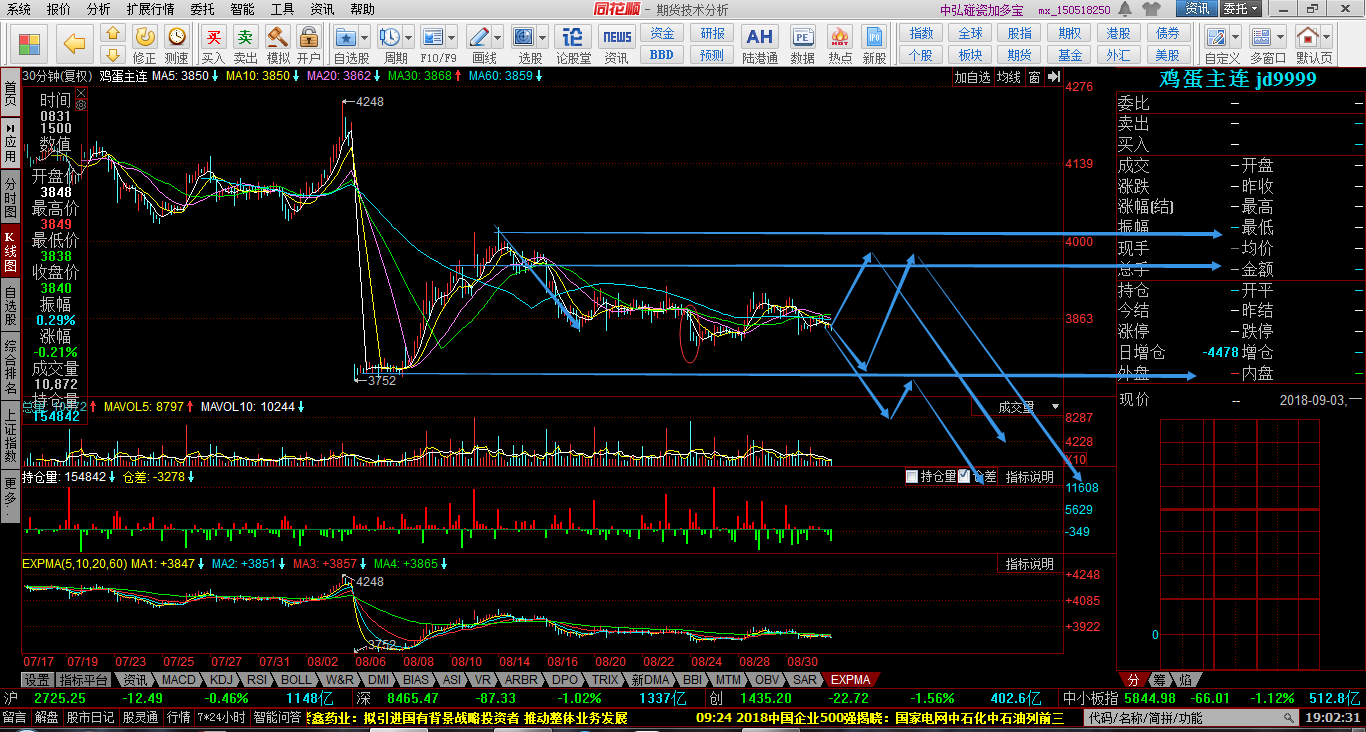 系统 报价 分析 扩展行情 委托 智能 工具 资讯 帮助 同花顺 - 期货技术分析 中弘碰瓷加多宝 mx_150518250 资讯 委托
买 卖 论 NEWS 资金 研报 AH PE HOT IPO 指数 全球 股指 期权 港股 债券
修正 测速 买入 卖出 模拟 开户 自选股 周期 F10/F9 画线 选股 论股堂 资讯 BBD 预测 陆港通 数据 热点 新股 个股 板块 期货 基金 外汇 美股 自定义 多窗口 默认页
30分钟(复权) 鸡蛋主连 MA5: 3850 MA10: 3850 MA20: 3862 MA30: 3868 MA60: 3859 加自选 均线 窗
鸡蛋主连 jd9999
首页
应用
分时图
K线图
自选股
综合排名
上证指数
更多
时间
0831
1500
数值
开盘价
3848
最高价
3849
最低价
3838
收盘价
3840
振幅
0.29%
涨幅
-0.21%
成交量
10,872
持仓量
154842
4248
3752
4276
4139
4000
3863
委比 –
卖出 – –
买入 – –
成交 – 开盘 –
涨跌 – 昨收 –
涨幅(结) – 最高 –
振幅 – 最低 –
现手 – 均价 –
总手 – 金额 –
持仓 – 开平 –
今结 – 昨结 –
涨停 – 跌停 –
日增仓 -4478 增仓 –
外盘 – 内盘 –
现价 -- 2018-09-03,一
MAVOL5: 8797 MAVOL10: 10244 成交量
8287
4228
X10
持仓量: 154842 仓差: -3278 持仓量 仓差 指标说明
11608
5629
-349
EXPMA(5,10,20,60) MA1: +3847 MA2: +3851 MA3: +3857 MA4: +3865 指标说明
4248
3752
+4248
+4085
+3922
0
07/17 07/19 07/23 07/25 07/27 07/31 08/02 08/06 08/08 08/10 08/14 08/16 08/20 08/22 08/24 08/28 08/30
设置 指标平台 资讯 MACD KDJ RSI BOLL W&R DMI BIAS ASI VR ARBR DPO TRIX 新DMA BBI MTM OBV SAR EXPMA 分 筹 焰
沪 2725.25 -12.49 -0.46% 1148亿 深 8465.47 -87.33 -1.02% 1337亿 创 1435.20 -22.72 -1.56% 402.6亿 中小板指 5844.98 -66.01 -1.12% 512.8亿
留言 解盘 股市日记 股灵通 行情 7*24小时 智能问答 鑫药业：拟引进国有背景战略投资者 推动整体业务发展 09:24 2018中国企业500强揭晓：国家电网中石化中石油列前三 代码/名称/简拼/功能 19:02:31